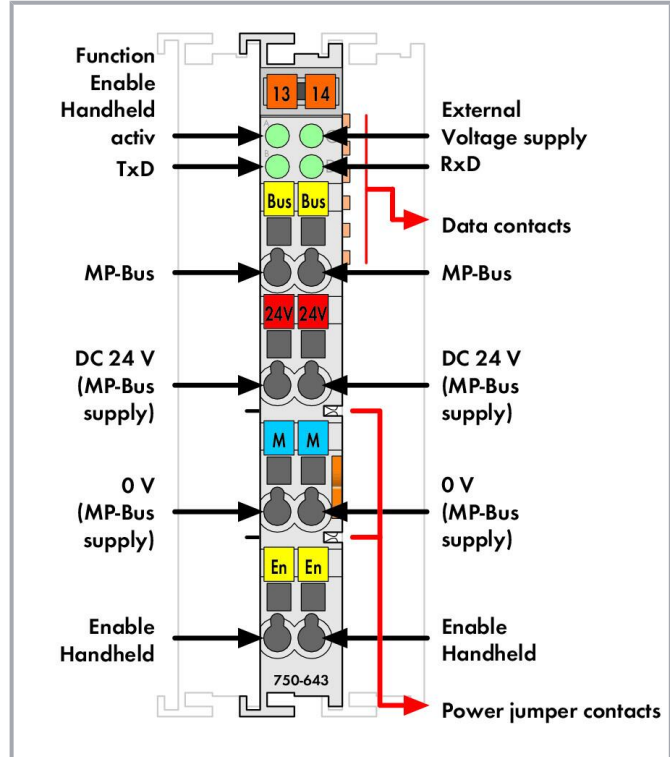 Function
Enable
Handheld
activ
TxD
13 14
A C
B D
External
Voltage supply
RxD
Data contacts
Bus Bus
MP-Bus
MP-Bus
24V 24V
DC 24 V
(MP-Bus
supply)
DC 24 V
(MP-Bus
supply)
M M
0 V
(MP-Bus
supply)
0 V
(MP-Bus
supply)
En En
Enable
Handheld
Enable
Handheld
750-643
Power jumper contacts